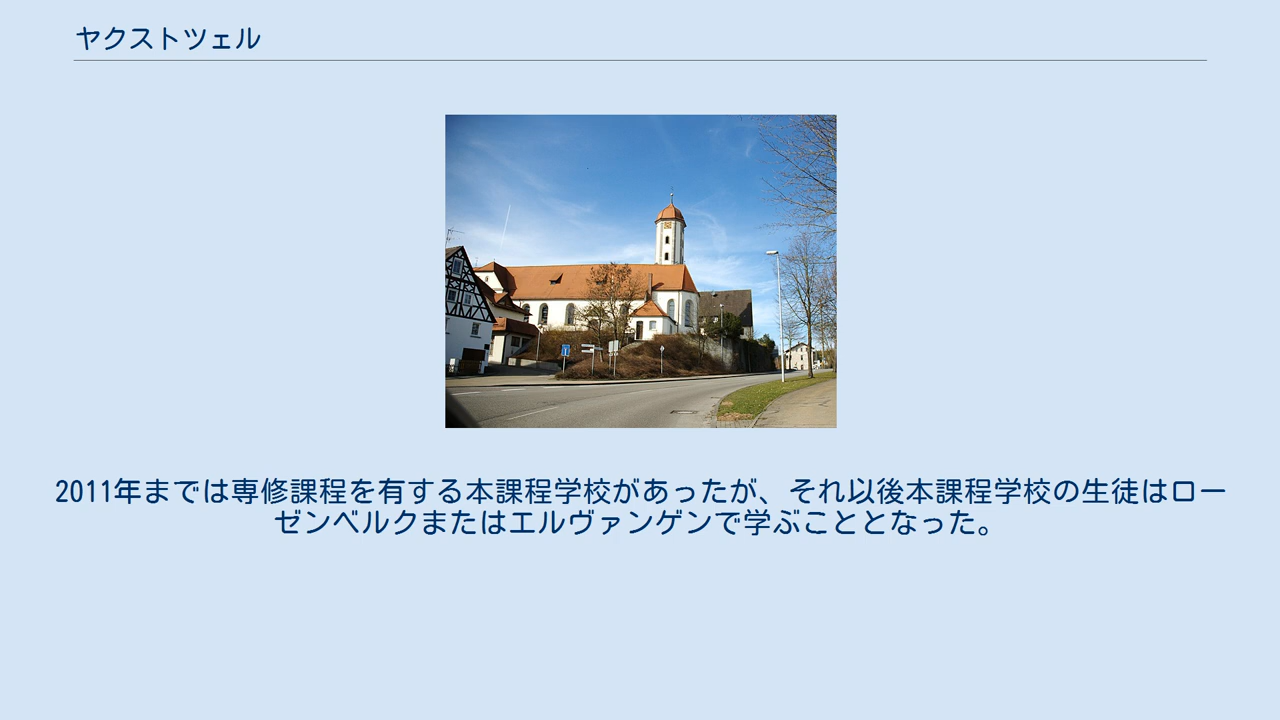 ヤクストツェル
2011年までは専修課程を有する本課程学校があったが、それ以後本課程学校の生徒はロー
ゼンベルクまたはエルヴァンゲンで学ぶこととなった。